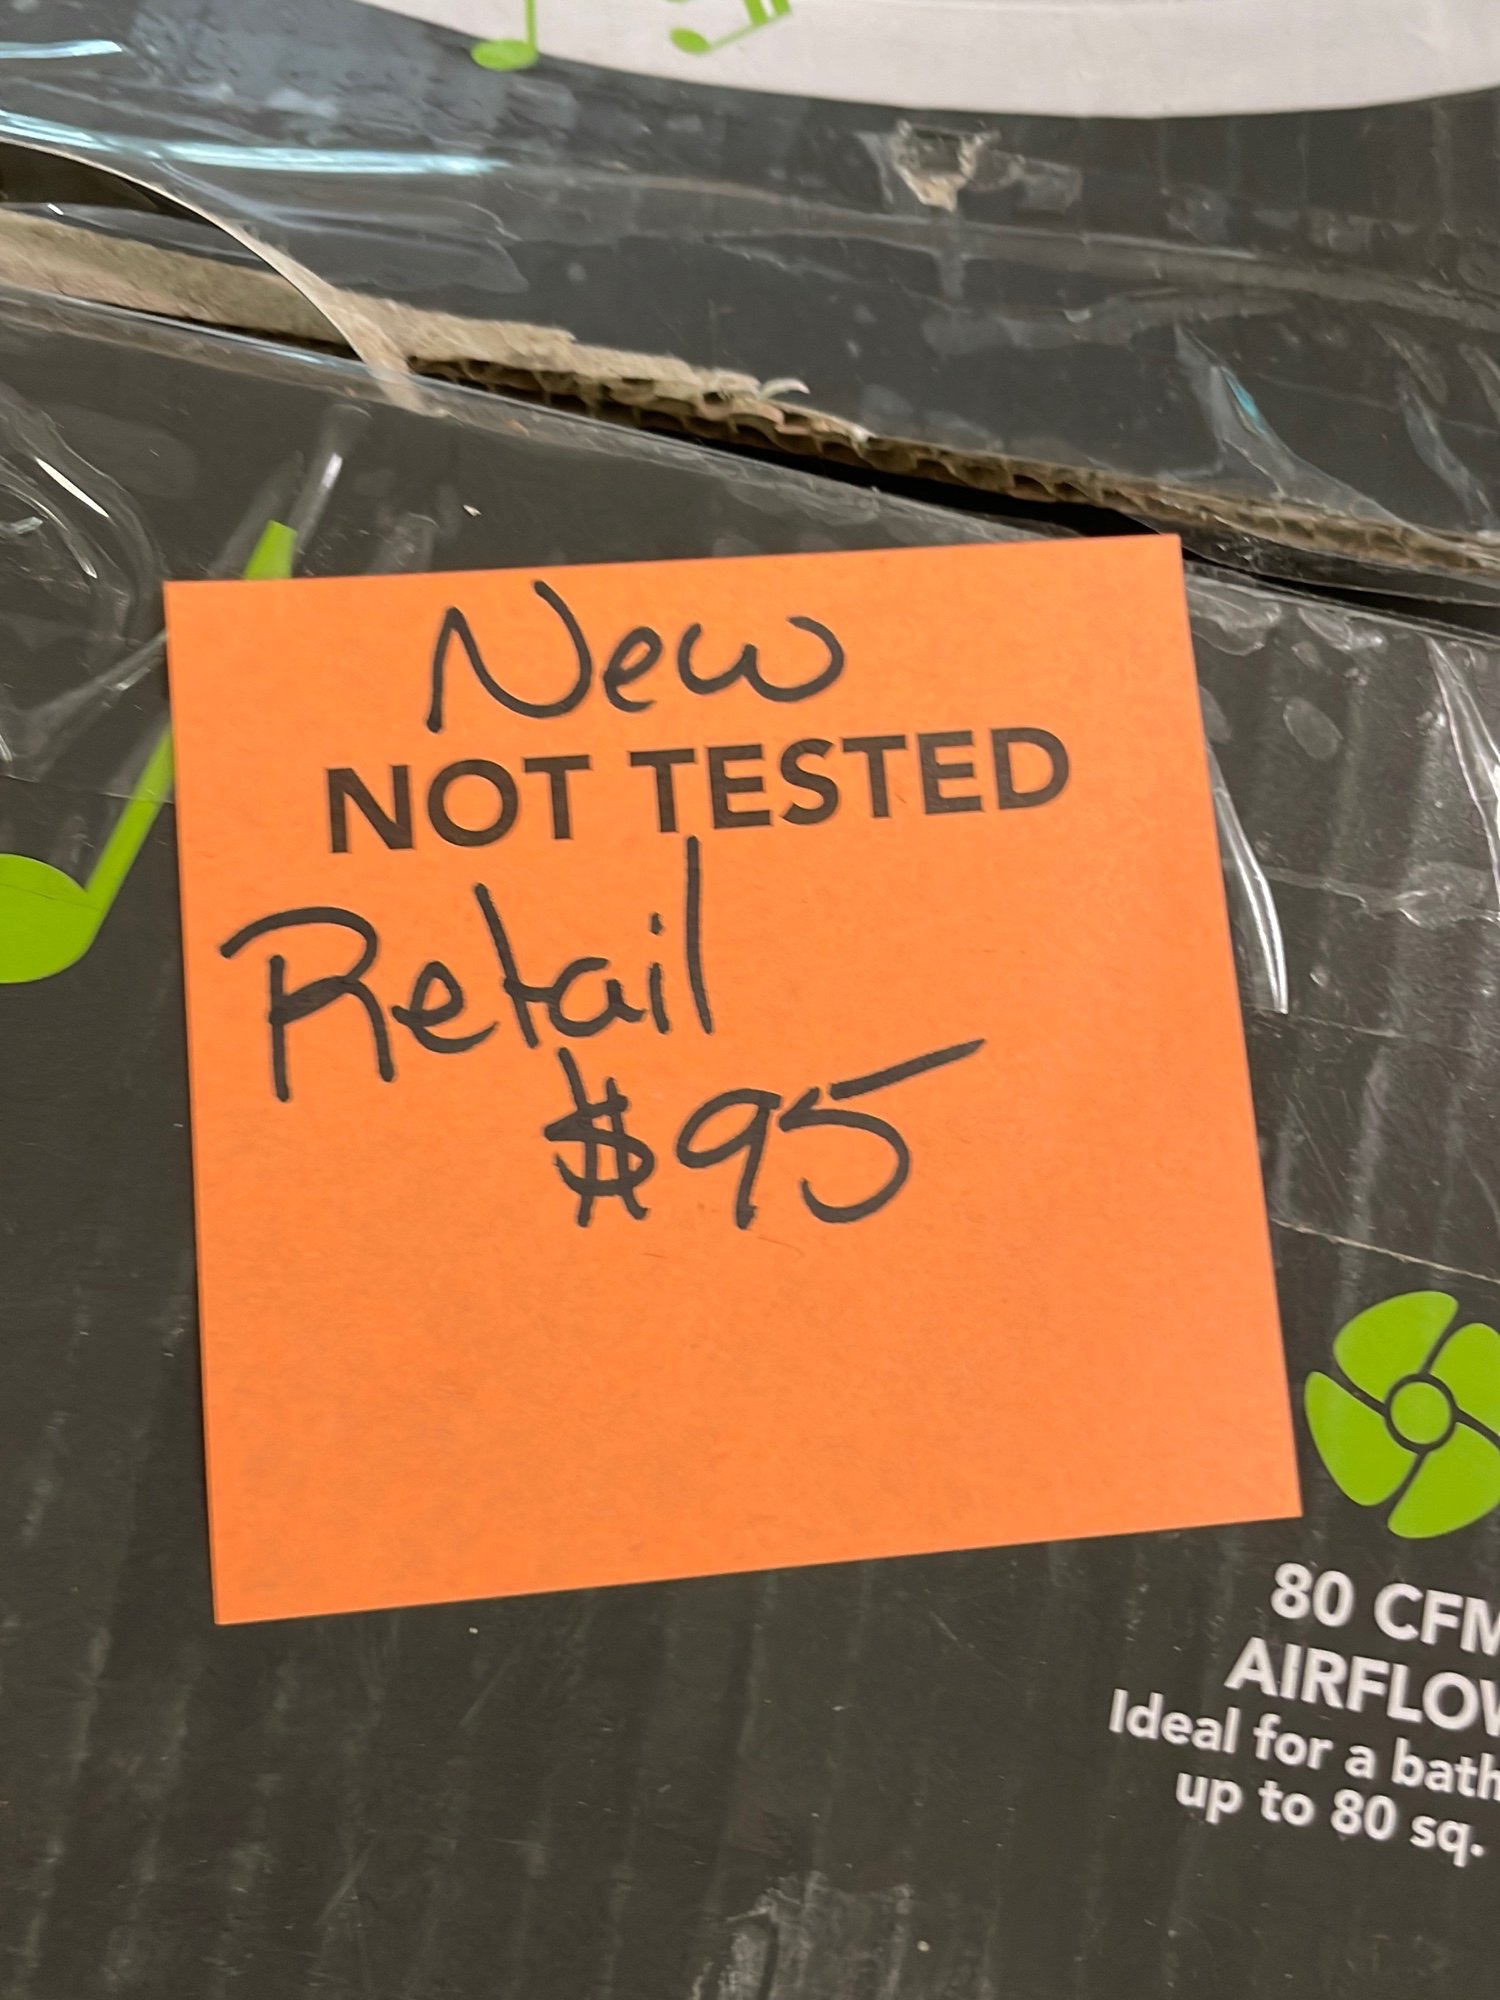 New
NOT TESTED
Retail
$95
80 CFM
AIRFLOW
Ideal for a bath
up to 80 sq.